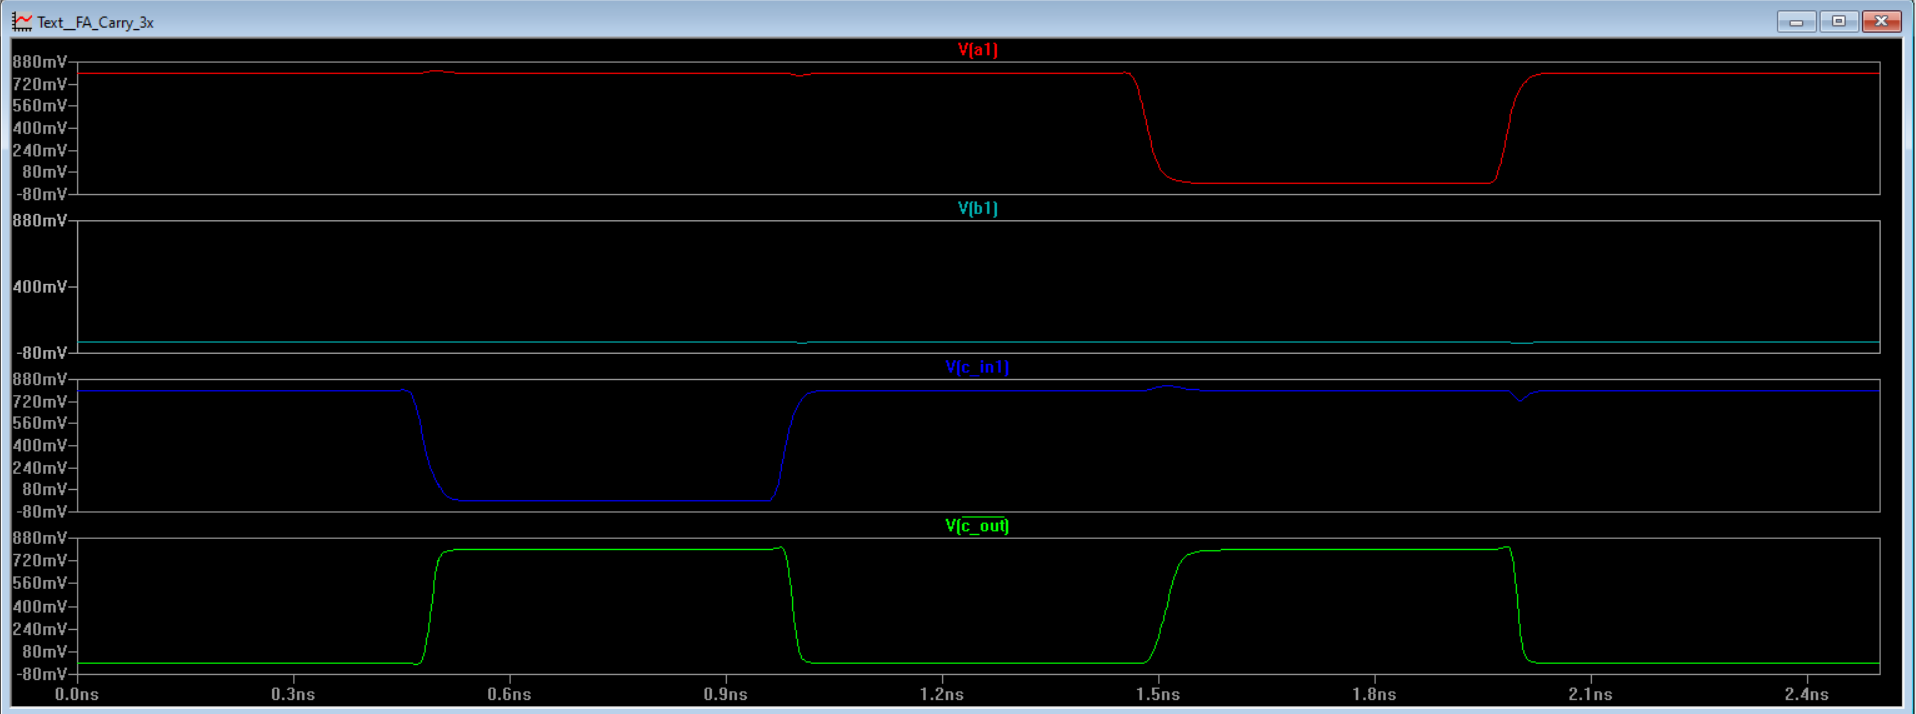 Text__FA_Carry_3x
V(a1)
880mV
720mV
560mV
400mV
240mV
80mV
-80mV
V(b1)
880mV
400mV
-80mV
V(c_in1)
880mV
720mV
560mV
400mV
240mV
80mV
-80mV
V(c_out)
880mV
720mV
560mV
400mV
240mV
80mV
-80mV
0.0ns 0.3ns 0.6ns 0.9ns 1.2ns 1.5ns 1.8ns 2.1ns 2.4ns